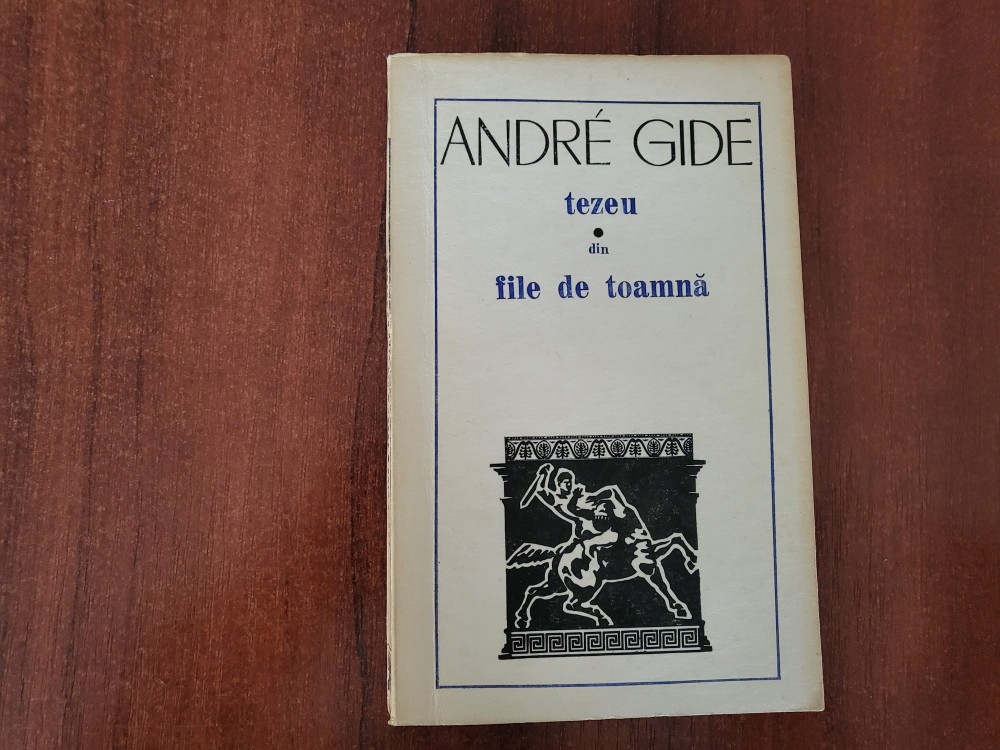 ANDRÉ GIDE
tezeu
din
file de toamnă